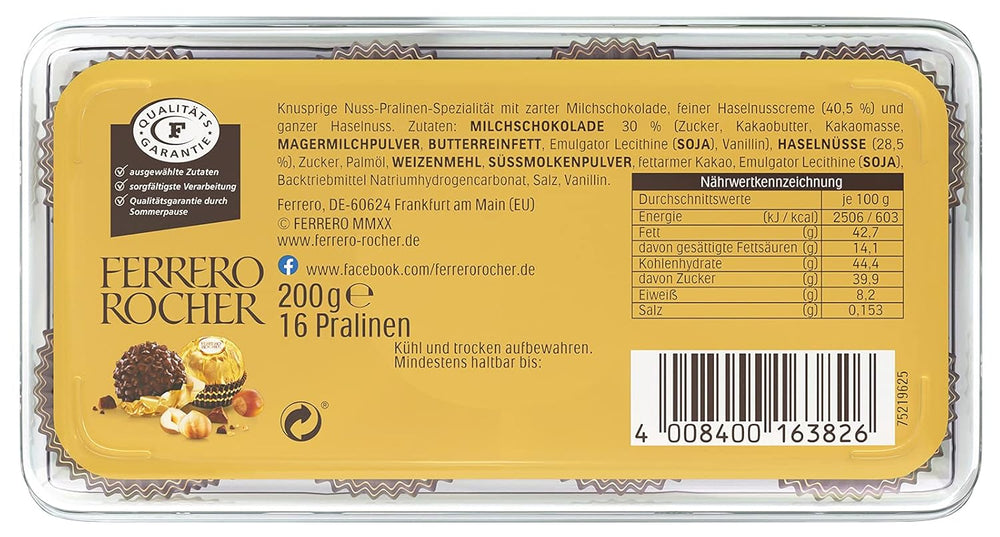 QUALITÄTS
F
GARANTIE
ausgewählte Zutaten
sorgfältigste Verarbeitung
Qualitätsgarantie durch
Sommerpause
FERRERO
ROCHER
Knusprige Nuss-Pralinen-Spezialität mit zarter Milchschokolade, feiner Haselnusscreme (40,5 %) und
ganzer Haselnuss. Zutaten: MILCHSCHOKOLADE 30 % (Zucker, Kakaobutter, Kakaomasse,
MAGERMILCHPULVER, BUTTERREINFETT, Emulgator Lecithine (SOJA), Vanillin), HASELNÜSSE (28,5
%), Zucker, Palmöl, WEIZENMEHL, SÜSSMOLKENPULVER, fettarmer Kakao, Emulgator Lecithine (SOJA),
Backtriebmittel Natriumhydrogencarbonat, Salz, Vanillin.
Ferrero, DE-60624 Frankfurt am Main (EU)
© FERRERO MMXX
www.ferrero-rocher.de
f www.facebook.com/ferrerorocher.de
200g℮
16 Pralinen
Kühl und trocken aufbewahren.
Mindestens haltbar bis:
Nährwertkennzeichnung
Durchschnittswerte je 100 g
Energie (kJ / kcal) 2506 / 603
Fett (g) 42,7
davon gesättigte Fettsäuren (g) 14,1
Kohlenhydrate (g) 44,4
davon Zucker (g) 39,9
Eiweiß (g) 8,2
Salz (g) 0,153
FERRERO
ROCHER
®
4 008400 163826
75219625